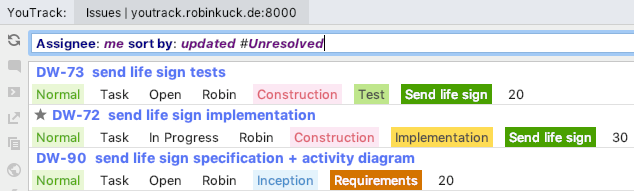 YouTrack: Issues | youtrack.robinkuck.de:8000
Assignee: me sort by: updated #Unresolved
DW-73 send life sign tests
Normal Task Open Robin Construction Test Send life sign 20
DW-72 send life sign implementation
Normal Task In Progress Robin Construction Implementation Send life sign 30
DW-90 send life sign specification + activity diagram
Normal Task Open Robin Inception Requirements 20